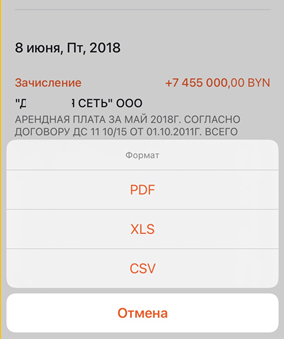 8 июня, Пт, 2018
Зачисление +7 455 000,00 BYN
СЕТЬ" ООО
АРЕНДНАЯ ПЛАТА ЗА МАЙ 2018Г. СОГЛАСНО
ДОГОВОРУ ДС 11 10/15 ОТ 01.10.2011Г. ВСЕГО
Формат
PDF
XLS
CSV
Отмена